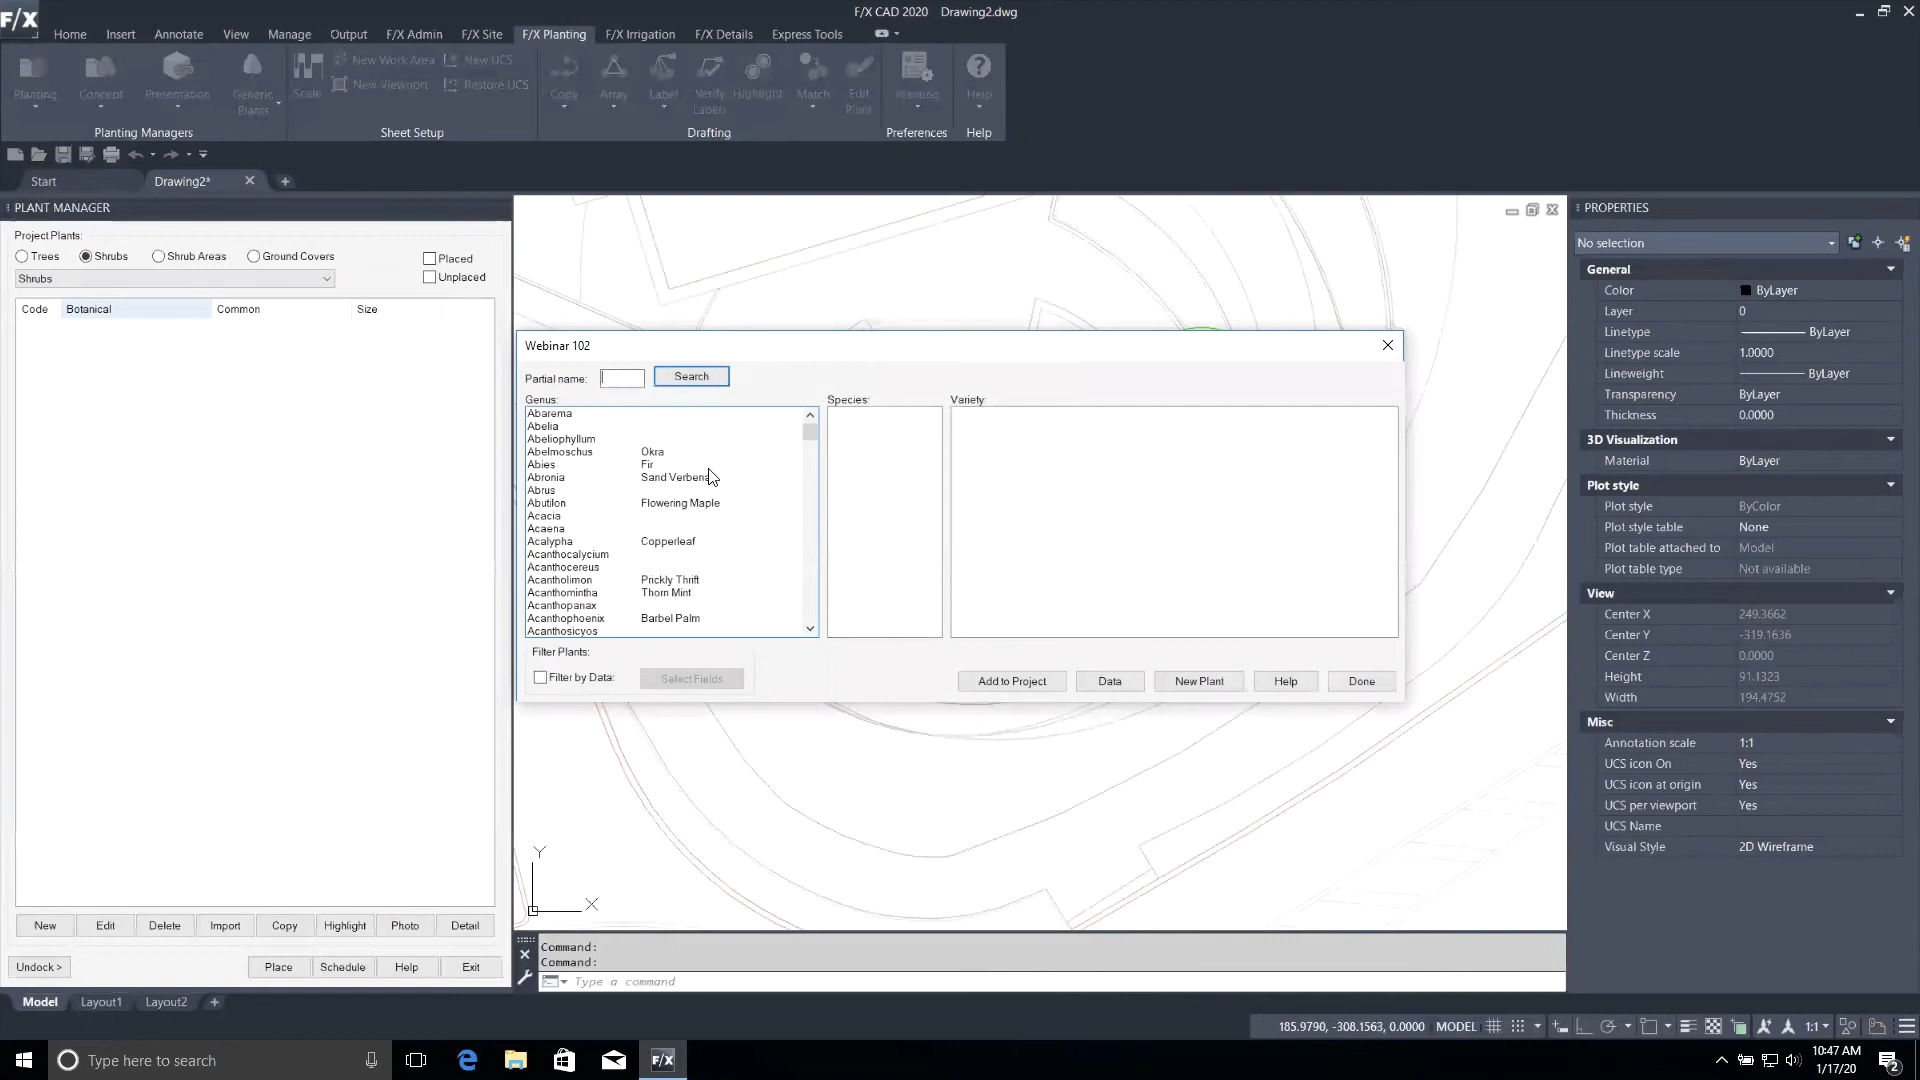 F/X
F/X CAD 2020 Drawing2.dwg
Home Insert Annotate View Manage Output F/X Admin F/X Site F/X Planting F/X Irrigation F/X Details Express Tools
Planting Concept Presentation Generic Plants Scale
New Work Area New UCS
New Viewport Restore UCS
Copy Array Label Verify Labels Highlight Match Edit Plant Planting Help
Planting Managers Sheet Setup Drafting Preferences Help
Start Drawing2* +
PLANT MANAGER
Project Plants:
Trees Shrubs Shrub Areas Ground Covers Placed
Shrubs Unplaced
Code Botanical Common Size
Webinar 102
Partial name: Search
Genus: Species: Variety:
Abarema
Abelia
Abeliophyllum
Abelmoschus Okra
Abies Fir
Abronia Sand Verbena
Abrus
Abutilon Flowering Maple
Acacia
Acaena
Acalypha Copperleaf
Acanthocalycium
Acanthocereus
Acantholimon Prickly Thrift
Acanthomintha Thorn Mint
Acanthopanax
Acanthophoenix Barbel Palm
Acanthosicyos
Filter Plants:
Filter by Data: Select Fields
Add to Project Data New Plant Help Done
Y
X
Command:
Command:
Type a command
New Edit Delete Import Copy Highlight Photo Detail
Undock > Place Schedule Help Exit
Model Layout1 Layout2 +
PROPERTIES
No selection
General
Color ByLayer
Layer 0
Linetype ByLayer
Linetype scale 1.0000
Lineweight ByLayer
Transparency ByLayer
Thickness 0.0000
3D Visualization
Material ByLayer
Plot style
Plot style ByColor
Plot style table None
Plot table attached to Model
Plot table type Not available
View
Center X 249.3662
Center Y -319.1636
Center Z 0.0000
Height 91.1323
Width 194.4752
Misc
Annotation scale 1:1
UCS icon On Yes
UCS icon at origin Yes
UCS per viewport Yes
UCS Name
Visual Style 2D Wireframe
185.9790, -308.1563, 0.0000 MODEL 1:1
Type here to search
F/X
10:47 AM
1/17/20
2